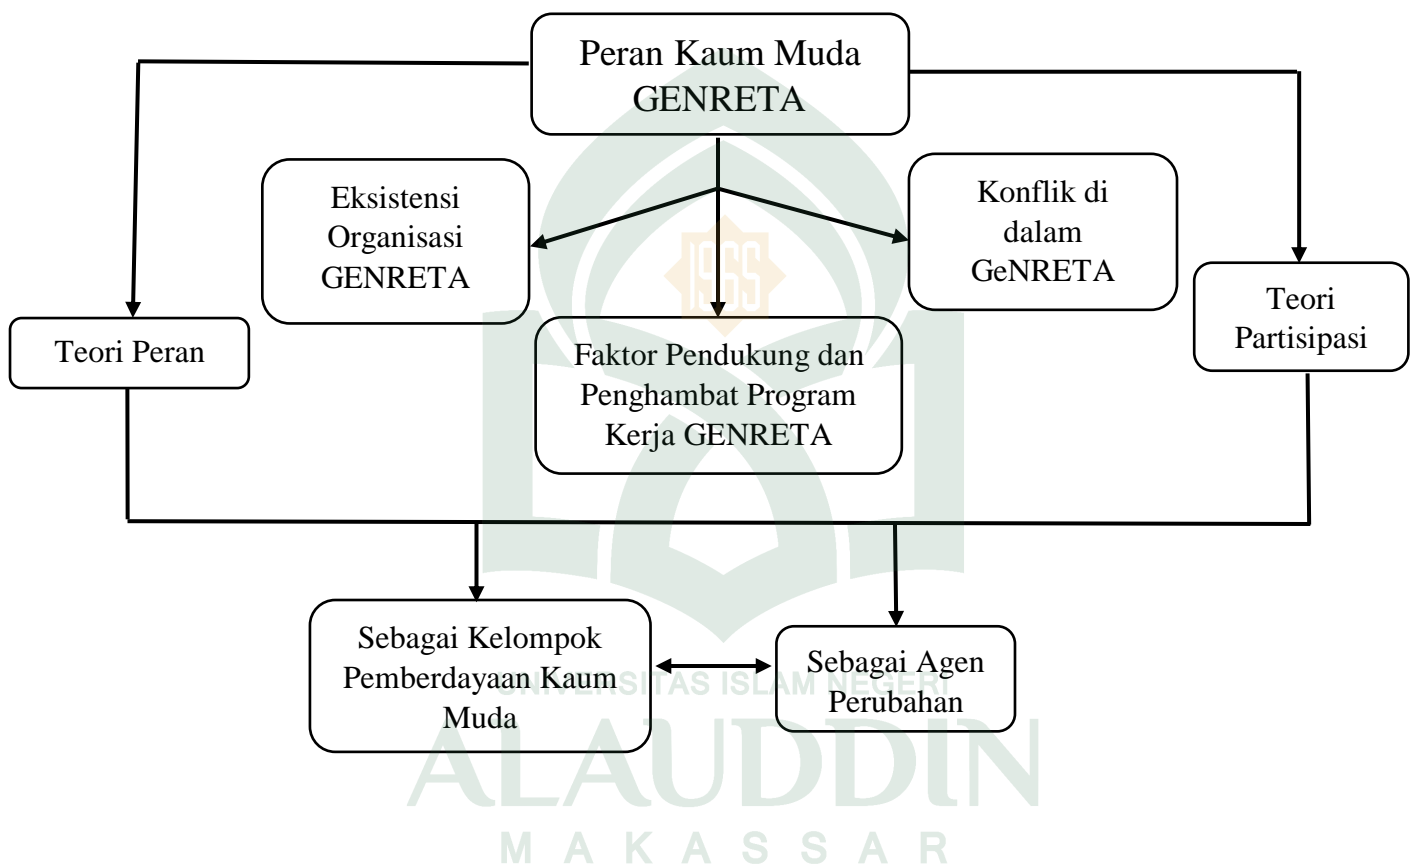 Peran Kaum Muda
GENRETA
Eksistensi
Organisasi
GENRETA
Konflik di
dalam
GeNRETA
Teori Peran
Faktor Pendukung dan
Penghambat Program
Kerja GENRETA
Teori
Partisipasi
Sebagai Kelompok
Pemberdayaan Kaum
Muda
Sebagai Agen
Perubahan
1965
UNIVERSITAS ISLAM NEGERI
ALAUDDIN
MAKASSAR